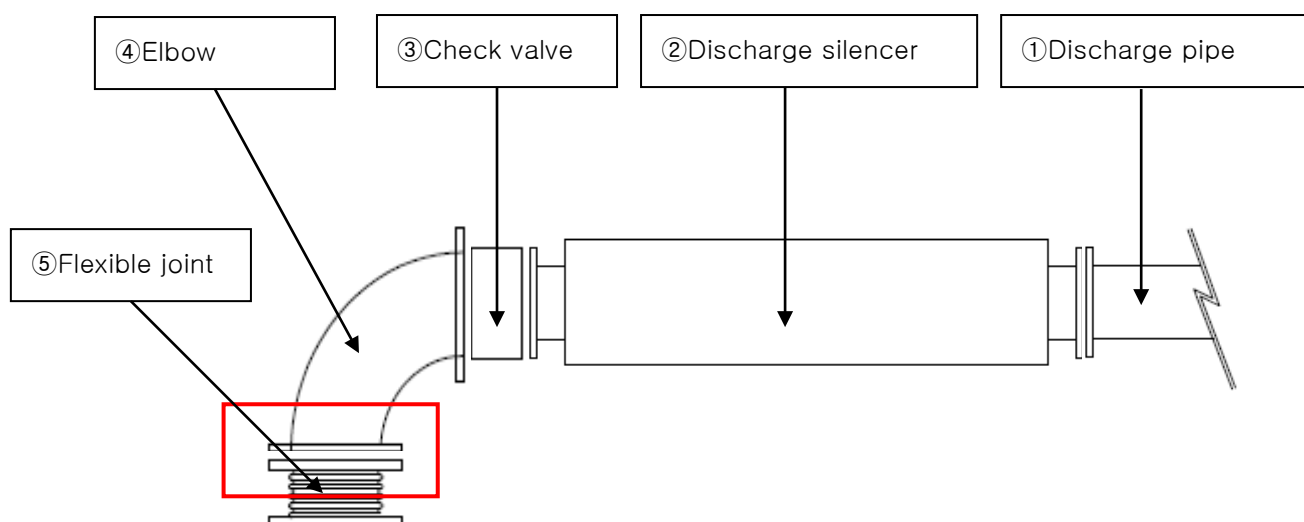 ④Elbow
③Check valve
②Discharge silencer
①Discharge pipe
⑤Flexible joint